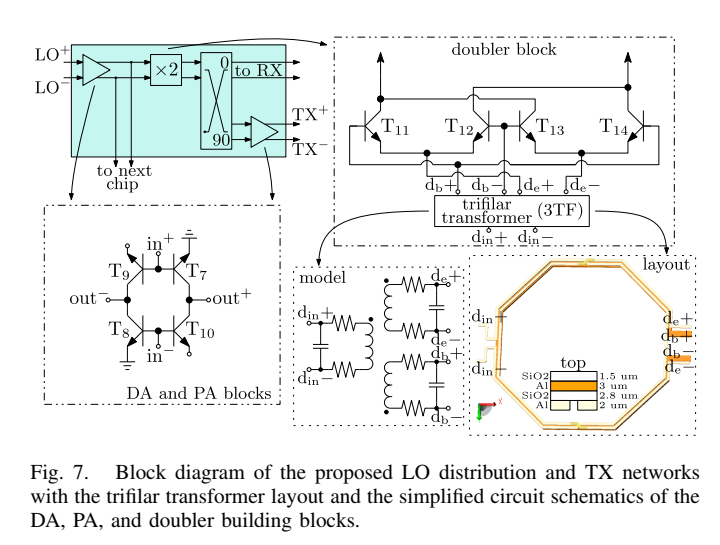 LO+
LO−
×2
0
90
to RX
TX+
TX−
to next
chip
doubler block
T11
T12
T13
T14
db+
db−
de+
de−
trifilar
transformer (3TF)
din+
din−
in+
T9
T7
out−
out+
T8
T10
in−
DA and PA blocks
model
din+
din−
de+
de−
db+
db−
layout
din+
din−
de+
db+
db−
de−
top
SiO2 1.5 um
Al 3 um
SiO2 2.8 um
Al 2 um
x
Fig. 7. Block diagram of the proposed LO distribution and TX networks
with the trifilar transformer layout and the simplified circuit schematics of the
DA, PA, and doubler building blocks.